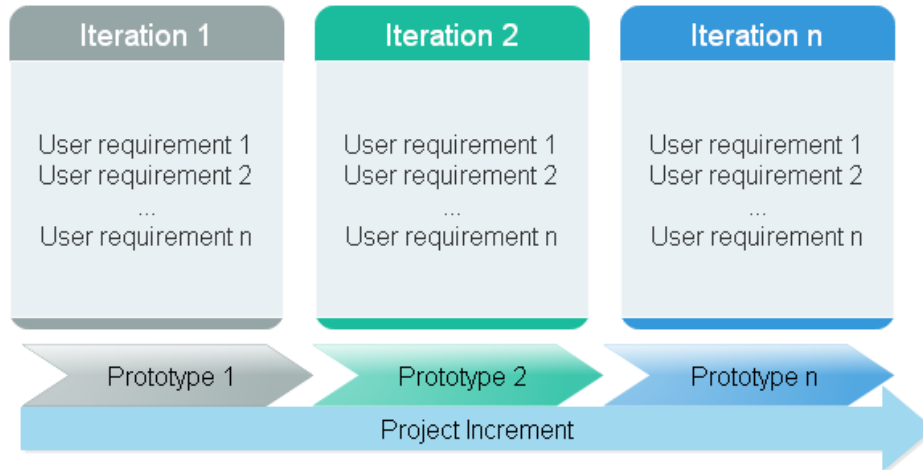 Iteration 1
User requirement 1
User requirement 2
...
User requirement n
Iteration 2
User requirement 1
User requirement 2
...
User requirement n
Iteration n
User requirement 1
User requirement 2
...
User requirement n
Prototype 1
Prototype 2
Prototype n
Project Increment